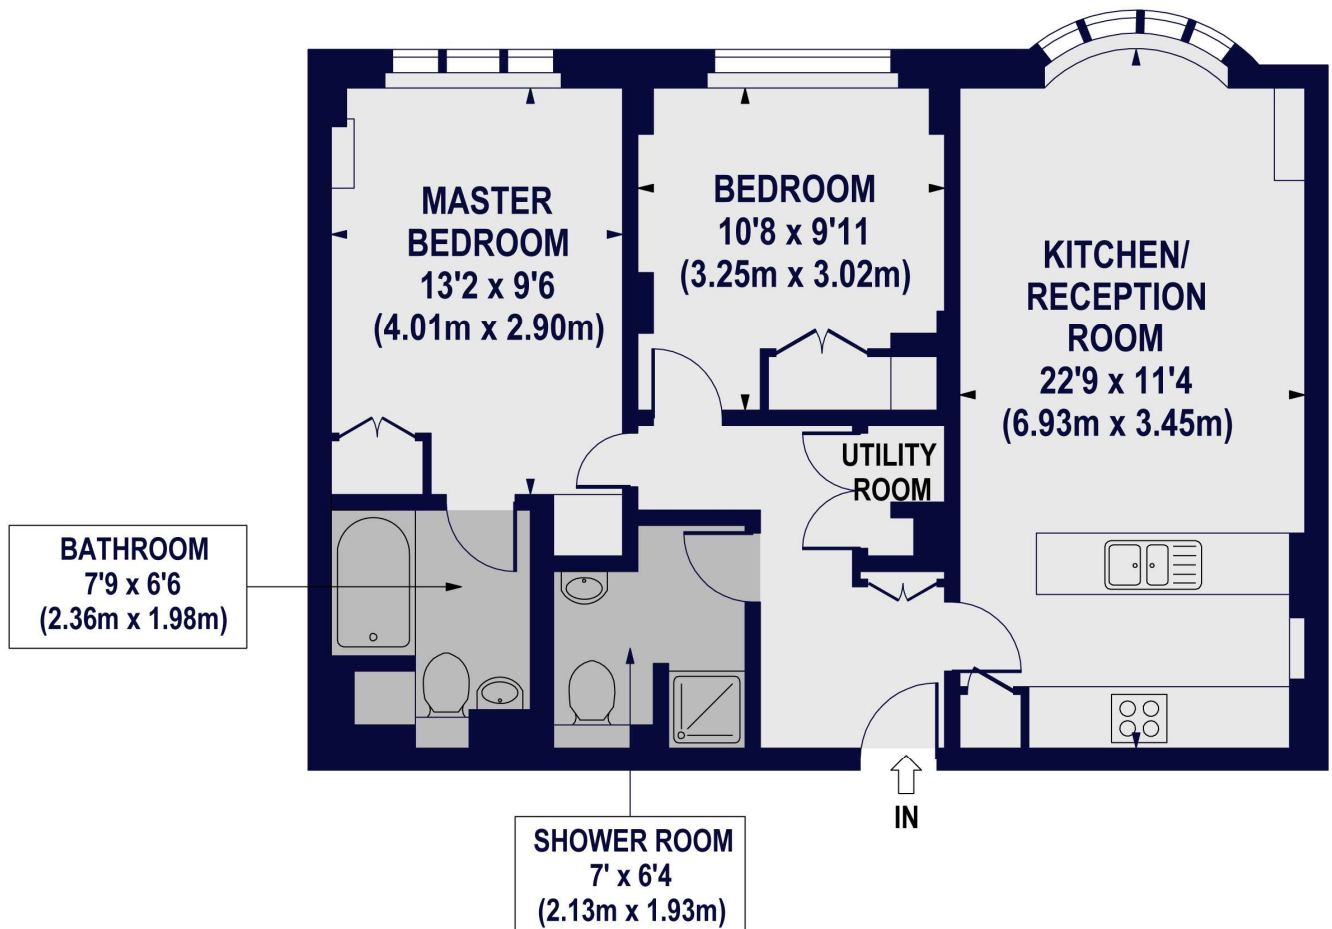 MASTER
BEDROOM
13'2 x 9'6
(4.01m x 2.90m)
BEDROOM
10'8 x 9'11
(3.25m x 3.02m)
KITCHEN/
RECEPTION
ROOM
22'9 x 11'4
(6.93m x 3.45m)
UTILITY
ROOM
BATHROOM
7'9 x 6'6
(2.36m x 1.98m)
IN
SHOWER ROOM
7' x 6'4
(2.13m x 1.93m)